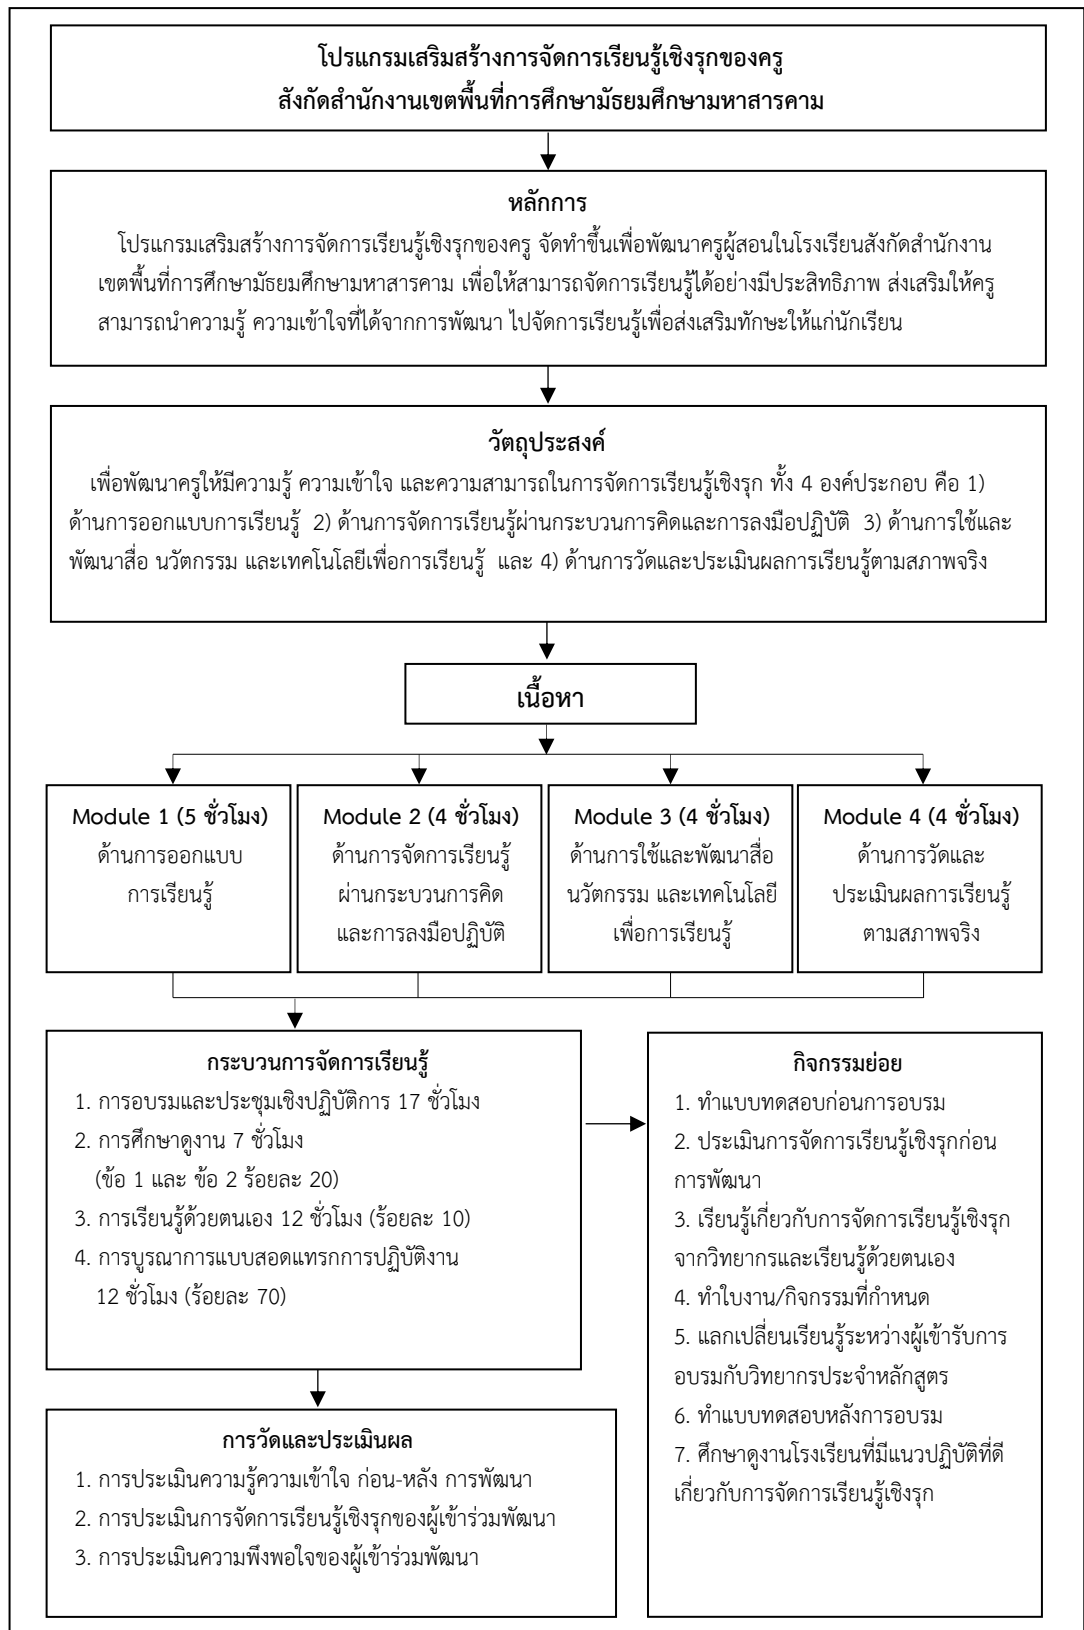 โปรแกรมเสริมสร้างการจัดการเรียนรู้เชิงรุกของครู
สังกัดสำนักงานเขตพื้นที่การศึกษามัธยมศึกษามหาสารคาม
หลักการ
โปรแกรมเสริมสร้างการจัดการเรียนรู้เชิงรุกของครู จัดทำขึ้นเพื่อพัฒนาครูผู้สอนในโรงเรียนสังกัดสำนักงาน
เขตพื้นที่การศึกษามัธยมศึกษามหาสารคาม เพื่อให้สามารถจัดการเรียนรู้ได้อย่างมีประสิทธิภาพ ส่งเสริมให้ครู
สามารถนำความรู้ ความเข้าใจที่ได้จากการพัฒนา ไปจัดการเรียนรู้เพื่อส่งเสริมทักษะให้แก่นักเรียน
วัตถุประสงค์
เพื่อพัฒนาครูให้มีความรู้ ความเข้าใจ และความสามารถในการจัดการเรียนรู้เชิงรุก ทั้ง 4 องค์ประกอบ คือ 1)
ด้านการออกแบบการเรียนรู้ 2) ด้านการจัดการเรียนรู้ผ่านกระบวนการคิดและการลงมือปฏิบัติ 3) ด้านการใช้และ
พัฒนาสื่อ นวัตกรรม และเทคโนโลยีเพื่อการเรียนรู้ และ 4) ด้านการวัดและประเมินผลการเรียนรู้ตามสภาพจริง
เนื้อหา
Module 1 (5 ชั่วโมง)
ด้านการออกแบบ
การเรียนรู้
Module 2 (4 ชั่วโมง)
ด้านการจัดการเรียนรู้
ผ่านกระบวนการคิด
และการลงมือปฏิบัติ
Module 3 (4 ชั่วโมง)
ด้านการใช้และพัฒนาสื่อ
นวัตกรรม และเทคโนโลยี
เพื่อการเรียนรู้
Module 4 (4 ชั่วโมง)
ด้านการวัดและ
ประเมินผลการเรียนรู้
ตามสภาพจริง
กระบวนการจัดการเรียนรู้
1. การอบรมและประชุมเชิงปฏิบัติการ 17 ชั่วโมง
2. การศึกษาดูงาน 7 ชั่วโมง
(ข้อ 1 และ ข้อ 2 ร้อยละ 20)
3. การเรียนรู้ด้วยตนเอง 12 ชั่วโมง (ร้อยละ 10)
4. การบูรณาการแบบสอดแทรกการปฏิบัติงาน
12 ชั่วโมง (ร้อยละ 70)
กิจกรรมย่อย
1. ทำแบบทดสอบก่อนการอบรม
2. ประเมินการจัดการเรียนรู้เชิงรุกก่อน
การพัฒนา
3. เรียนรู้เกี่ยวกับการจัดการเรียนรู้เชิงรุก
จากวิทยากรและเรียนรู้ด้วยตนเอง
4. ทำใบงาน/กิจกรรมที่กำหนด
5. แลกเปลี่ยนเรียนรู้ระหว่างผู้เข้ารับการ
อบรมกับวิทยากรประจำหลักสูตร
6. ทำแบบทดสอบหลังการอบรม
7. ศึกษาดูงานโรงเรียนที่มีแนวปฏิบัติที่ดี
เกี่ยวกับการจัดการเรียนรู้เชิงรุก
การวัดและประเมินผล
1. การประเมินความรู้ความเข้าใจ ก่อน-หลัง การพัฒนา
2. การประเมินการจัดการเรียนรู้เชิงรุกของผู้เข้าร่วมพัฒนา
3. การประเมินความพึงพอใจของผู้เข้าร่วมพัฒนา